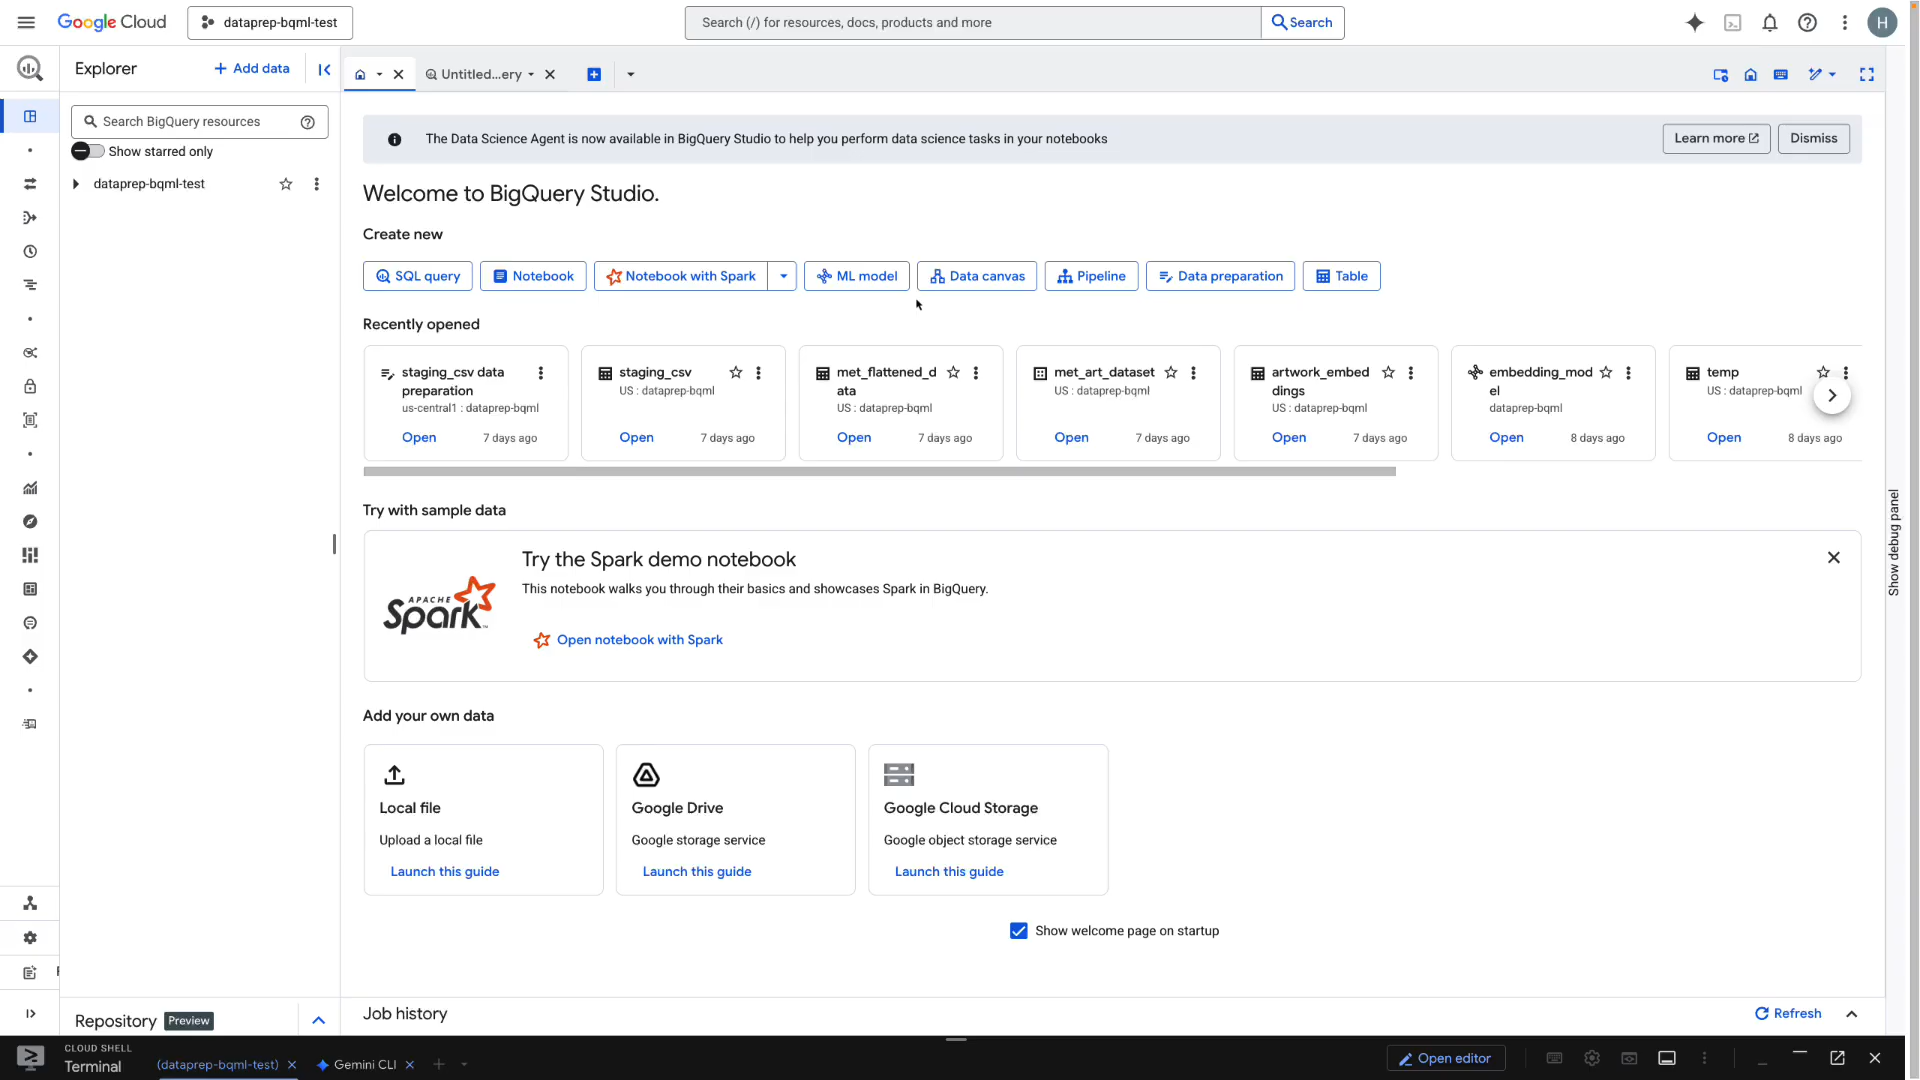 Google Cloud
dataprep-bqml-test
Search (/) for resources, docs, products and more
Search
H
Explorer
+ Add data
Untitled...ery
Search BigQuery resources
Show starred only
dataprep-bqml-test
The Data Science Agent is now available in BigQuery Studio to help you perform data science tasks in your notebooks
Learn more
Dismiss
Welcome to BigQuery Studio.
Create new
SQL query
Notebook
Notebook with Spark
ML model
Data canvas
Pipeline
Data preparation
Table
Recently opened
staging_csv data
preparation
us-central1 : dataprep-bqml
Open
7 days ago
staging_csv
US : dataprep-bqml
Open
7 days ago
met_flattened_d
ata
US : dataprep-bqml
Open
7 days ago
met_art_dataset
US : dataprep-bqml
Open
7 days ago
artwork_embed
dings
US : dataprep-bqml
Open
7 days ago
embedding_mod
el
dataprep-bqml
Open
8 days ago
temp
US : dataprep-bqml
Open
8 days ago
Try with sample data
APACHE
Spark
Try the Spark demo notebook
This notebook walks you through their basics and showcases Spark in BigQuery.
Open notebook with Spark
Add your own data
Local file
Upload a local file
Launch this guide
Google Drive
Google storage service
Launch this guide
Google Cloud Storage
Google object storage service
Launch this guide
Show welcome page on startup
Show debug panel
Repository Preview
Job history
Refresh
CLOUD SHELL
Terminal
(dataprep-bqml-test)
Gemini CLI
Open editor